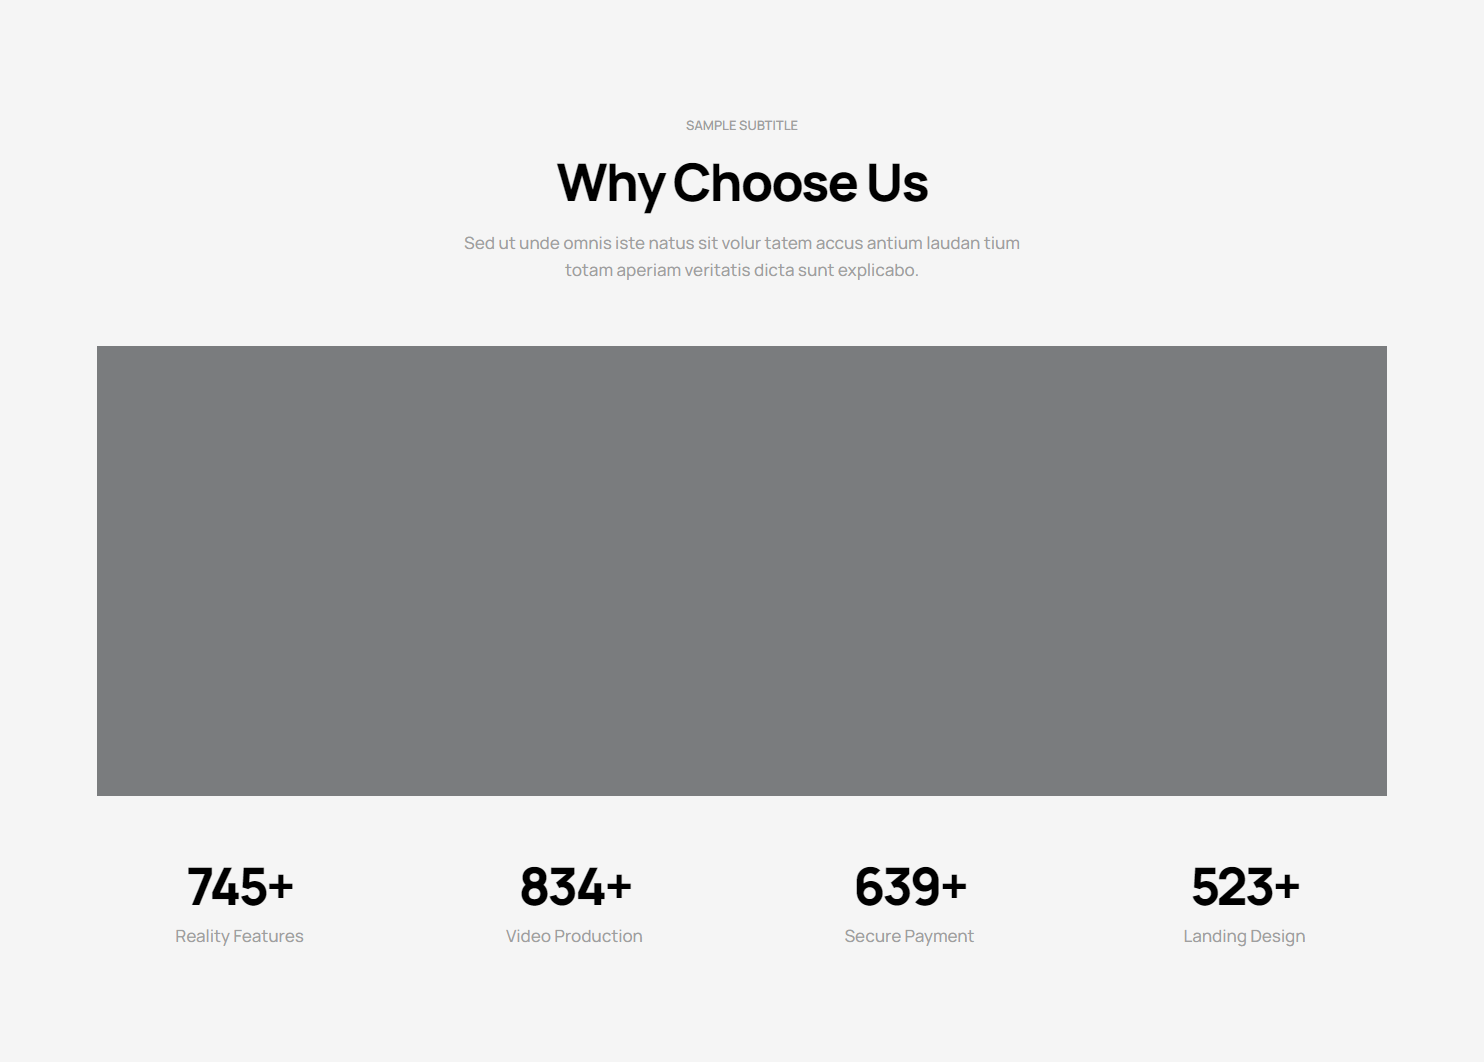 SAMPLE SUBTITLE
Why Choose Us
Sed ut unde omnis iste natus sit volur tatem accus antium laudan tium
totam aperiam veritatis dicta sunt explicabo.
745+
Reality Features
834+
Video Production
639+
Secure Payment
523+
Landing Design